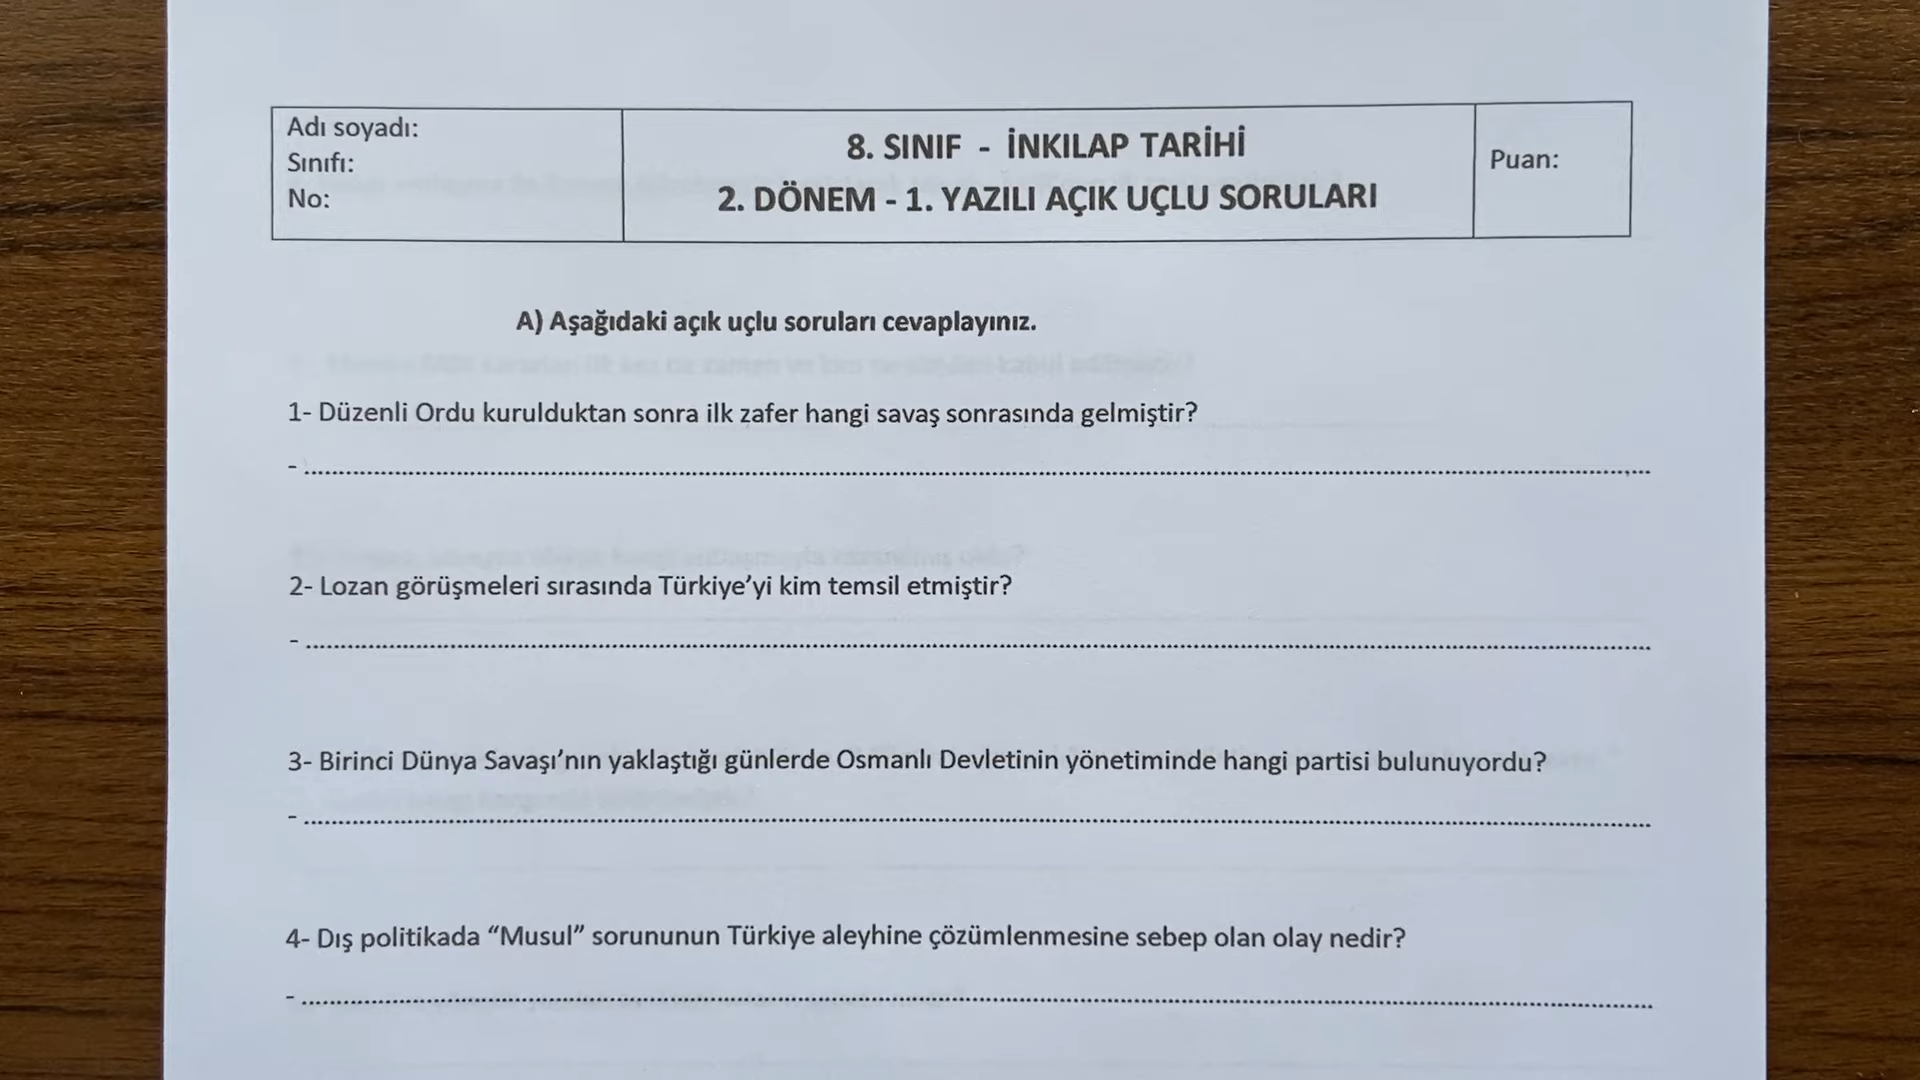 Adı soyadı:
Sınıfı:
No:
8. SINIF - İNKILAP TARİHİ
2. DÖNEM - 1. YAZILI AÇIK UÇLU SORULARI
Puan:
A) Aşağıdaki açık uçlu soruları cevaplayınız.
1- Düzenli Ordu kurulduktan sonra ilk zafer hangi savaş sonrasında gelmiştir?
- ....................................................................................................
2- Lozan görüşmeleri sırasında Türkiye’yi kim temsil etmiştir?
- ....................................................................................................
3- Birinci Dünya Savaşı’nın yaklaştığı günlerde Osmanlı Devletinin yönetiminde hangi partisi bulunuyordu?
- ....................................................................................................
4- Dış politikada “Musul” sorununun Türkiye aleyhine çözümlenmesine sebep olan olay nedir?
- ....................................................................................................